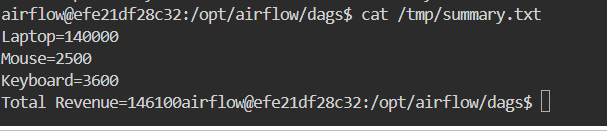 airflow@efe21df28c32:/opt/airflow/dags$ cat /tmp/summary.txt
Laptop=140000
Mouse=2500
Keyboard=3600
Total Revenue=146100airflow@efe21df28c32:/opt/airflow/dags$